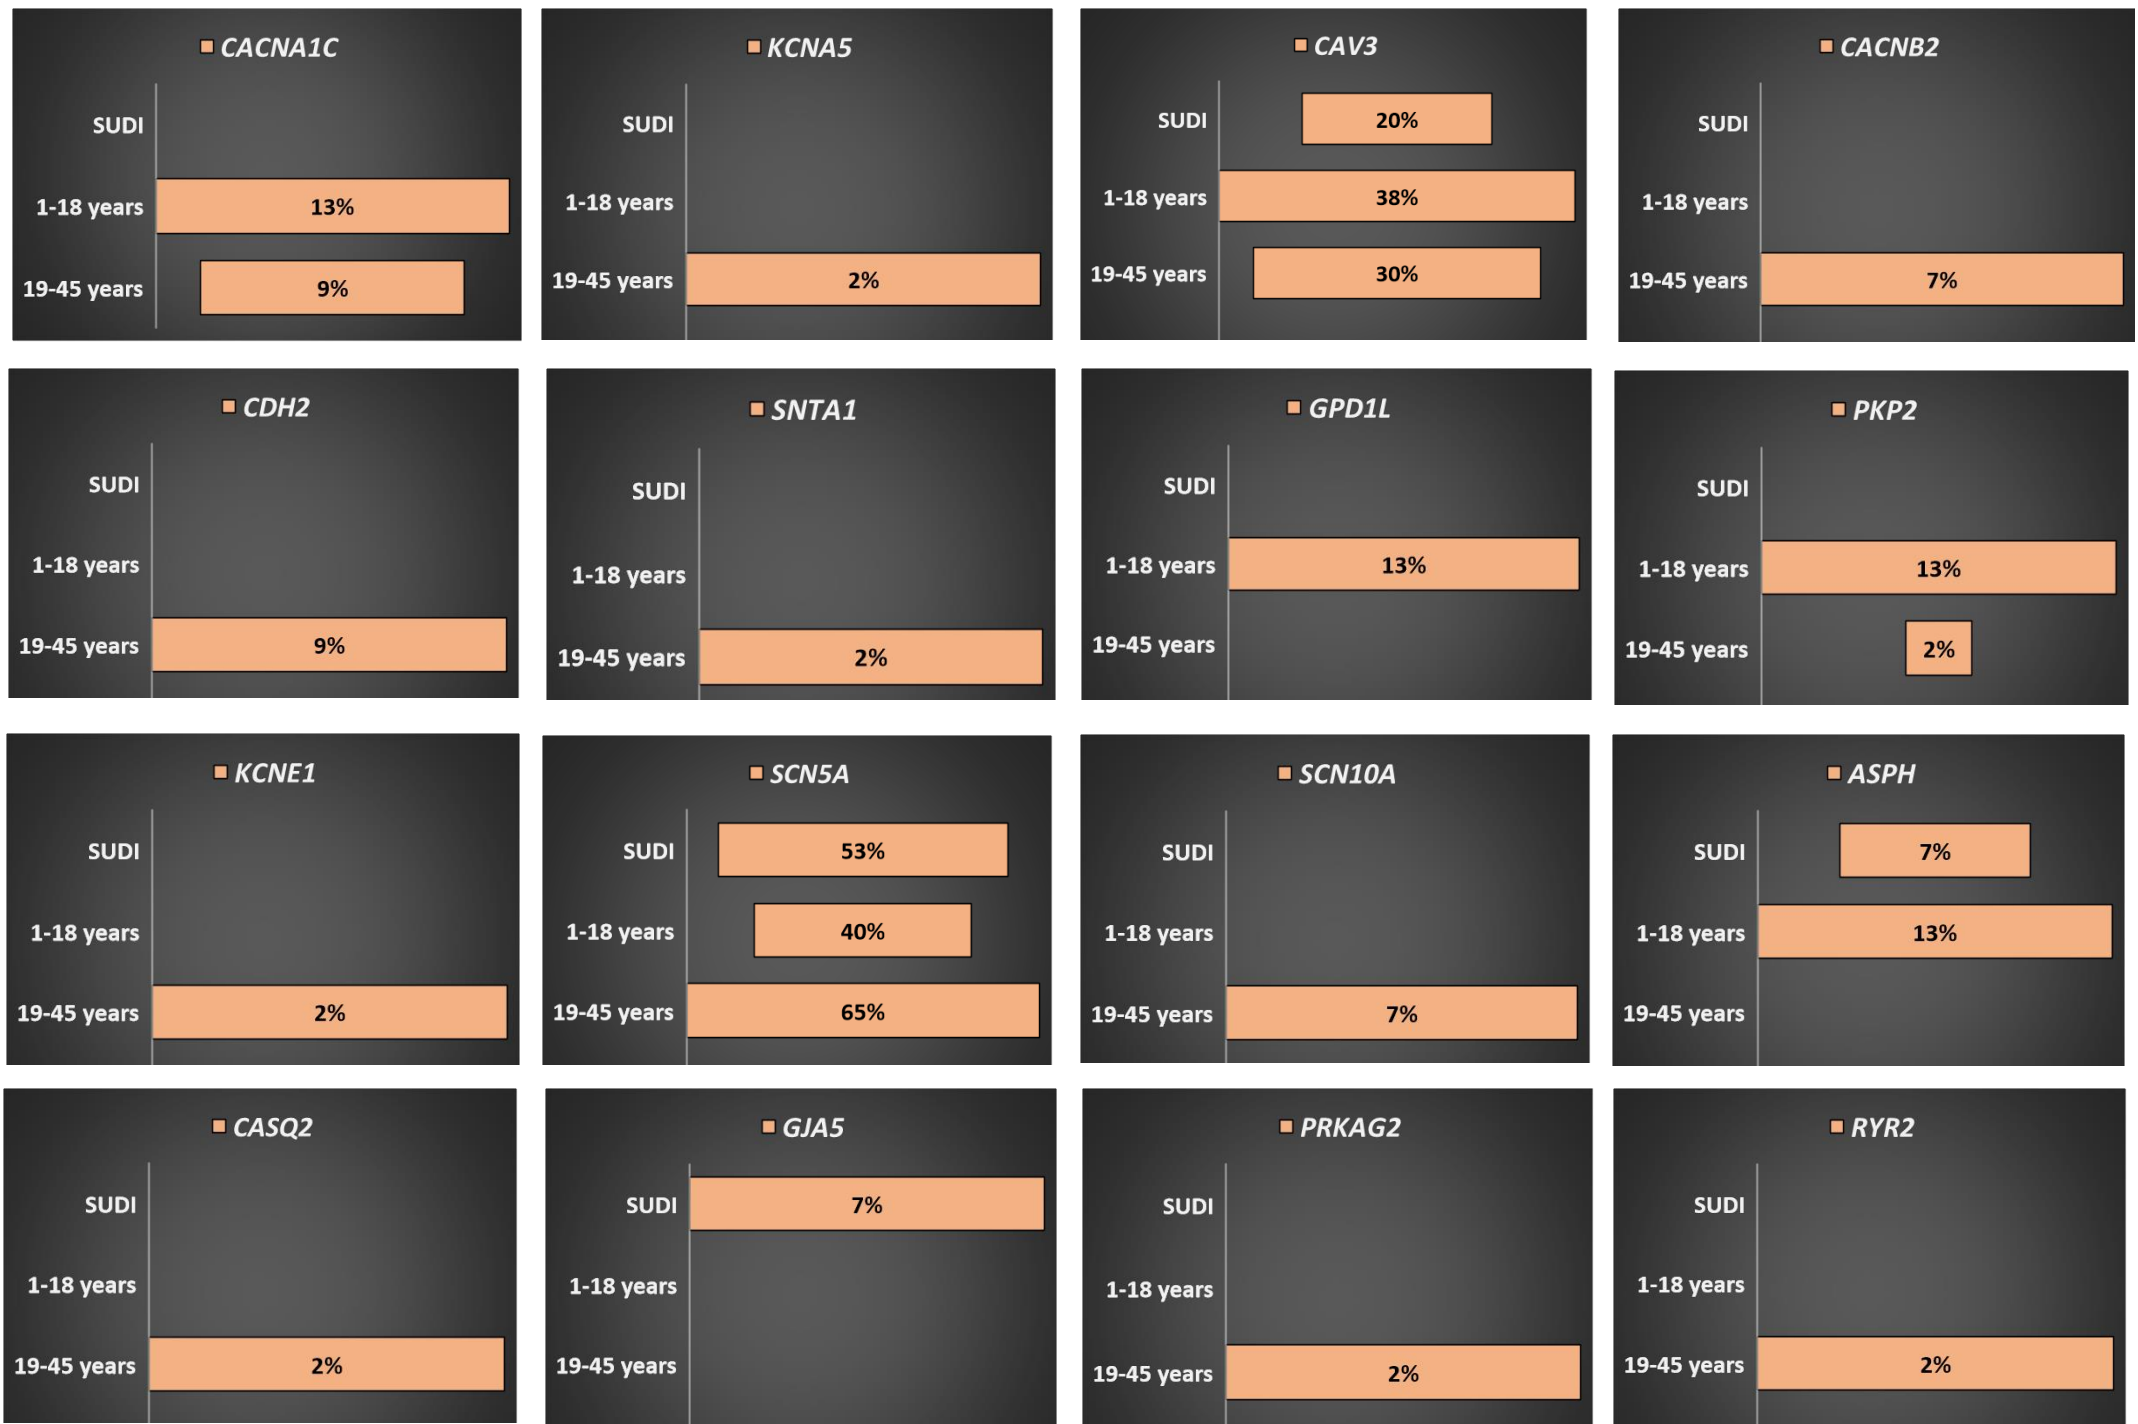 CACNA1C
SUDI
1-18 years 13%
19-45 years 9%
KCNA5
SUDI
1-18 years
19-45 years 2%
CAV3
SUDI 20%
1-18 years 38%
19-45 years 30%
CACNB2
SUDI
1-18 years
19-45 years 7%
CDH2
SUDI
1-18 years
19-45 years 9%
SNTA1
SUDI
1-18 years
19-45 years 2%
GPD1L
SUDI
1-18 years 13%
19-45 years
PKP2
SUDI
1-18 years 13%
19-45 years 2%
KCNE1
SUDI
1-18 years
19-45 years 2%
SCN5A
SUDI 53%
1-18 years 40%
19-45 years 65%
SCN10A
SUDI
1-18 years
19-45 years 7%
ASPH
SUDI 7%
1-18 years 13%
19-45 years
CASQ2
SUDI
1-18 years
19-45 years 2%
GJA5
SUDI 7%
1-18 years
19-45 years
PRKAG2
SUDI
1-18 years
19-45 years 2%
RYR2
SUDI
1-18 years
19-45 years 2%